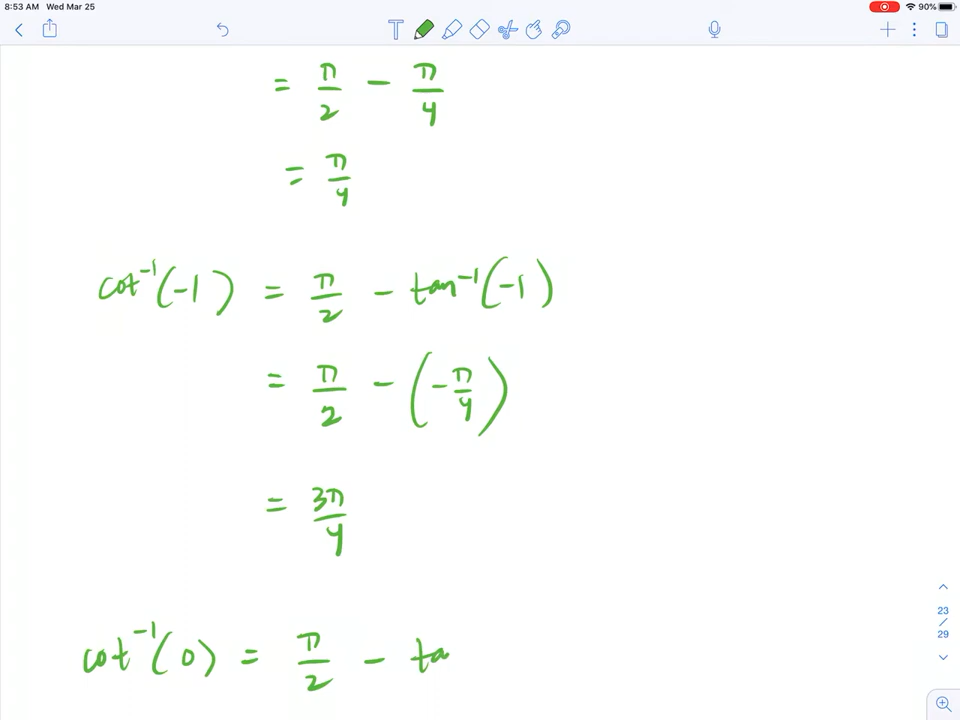 8:53 AM Wed Mar 25 90%
T
= π/2 − π/4
= π/4
cot⁻¹(−1) = π/2 − tan⁻¹(−1)
= π/2 − (−π/4)
= 3π/4
23
/
29
cot⁻¹(0) = π/2 − ta